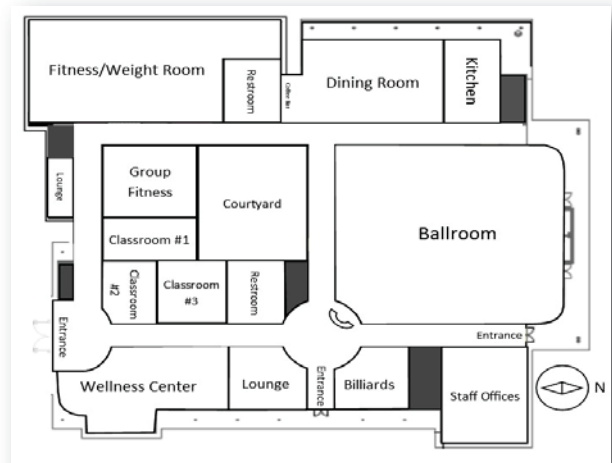 Fitness/Weight Room
Restroom
Coffee Bar
Dining Room
Kitchen
Lounge
Group
Fitness
Courtyard
Ballroom
Classroom #1
Classroom
#2
Classroom
#3
Restroom
Entrance
Entrance
Wellness Center
Lounge
Entrance
Billiards
Staff Offices
N